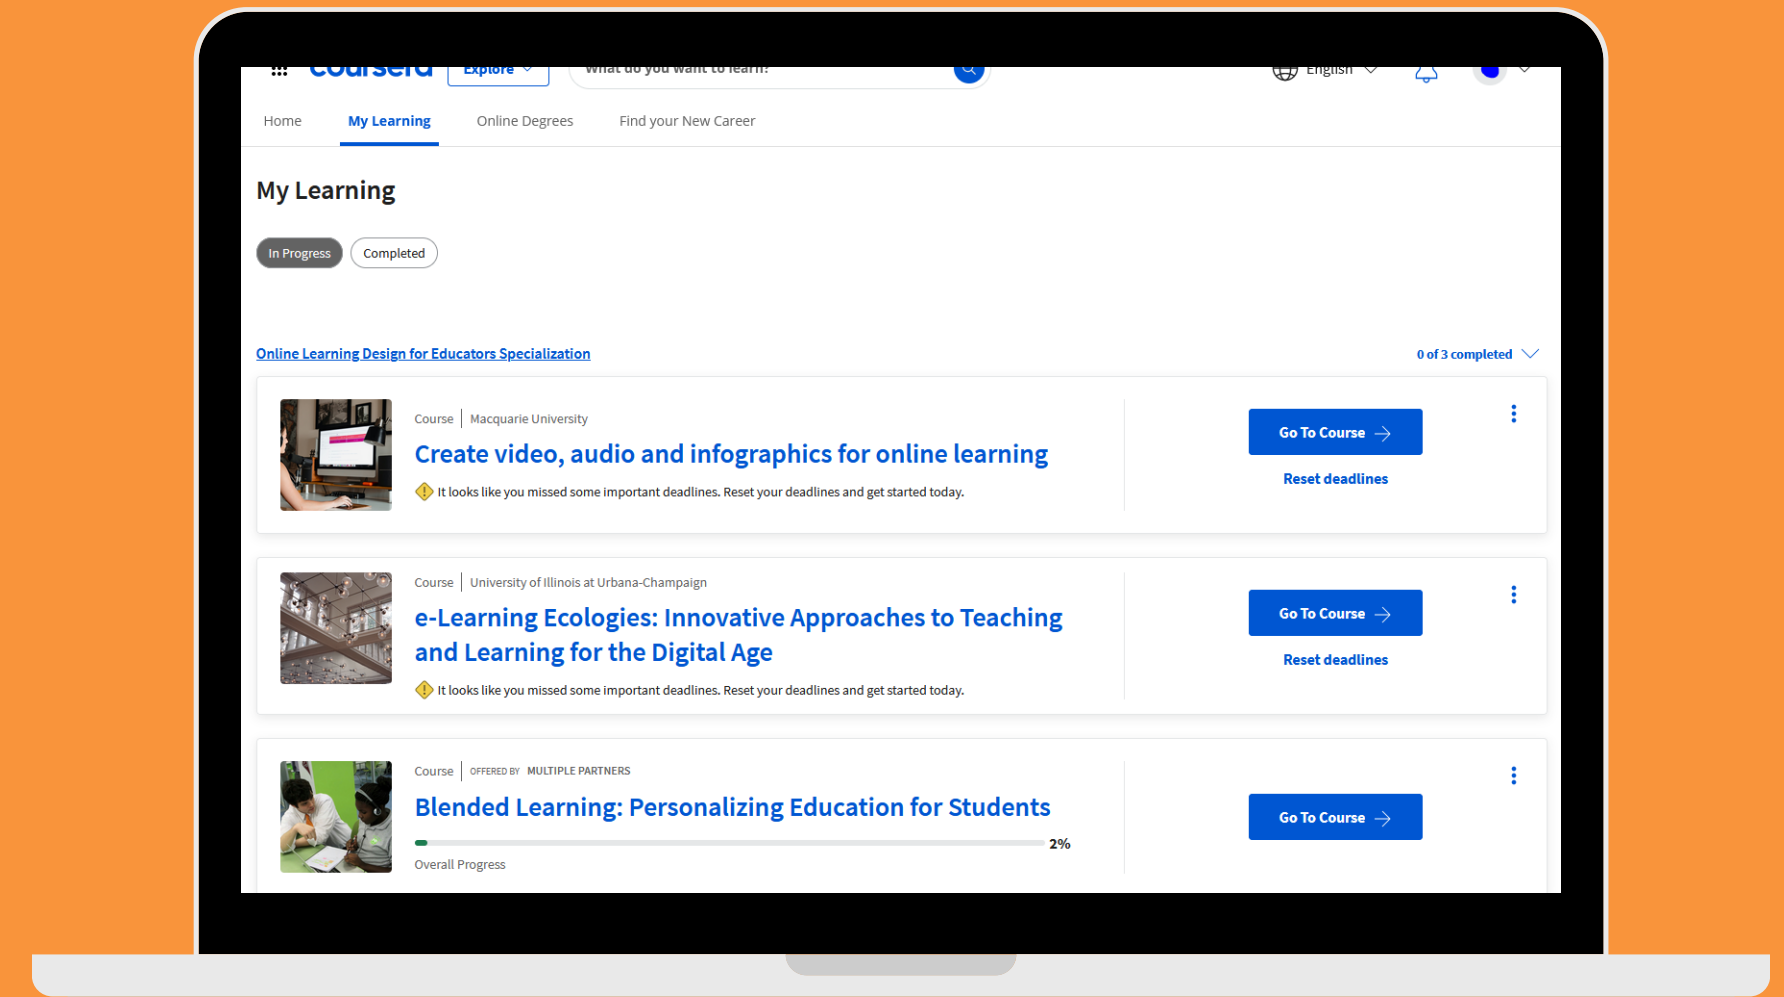 coursera Explore What do you want to learn? English
Home My Learning Online Degrees Find your New Career
My Learning
In Progress Completed
Online Learning Design for Educators Specialization 0 of 3 completed
Course Macquarie University
Create video, audio and infographics for online learning
It looks like you missed some important deadlines. Reset your deadlines and get started today.
Go To Course
Reset deadlines
Course University of Illinois at Urbana-Champaign
e-Learning Ecologies: Innovative Approaches to Teaching
and Learning for the Digital Age
It looks like you missed some important deadlines. Reset your deadlines and get started today.
Go To Course
Reset deadlines
Course OFFERED BY MULTIPLE PARTNERS
Blended Learning: Personalizing Education for Students
2%
Overall Progress
Go To Course